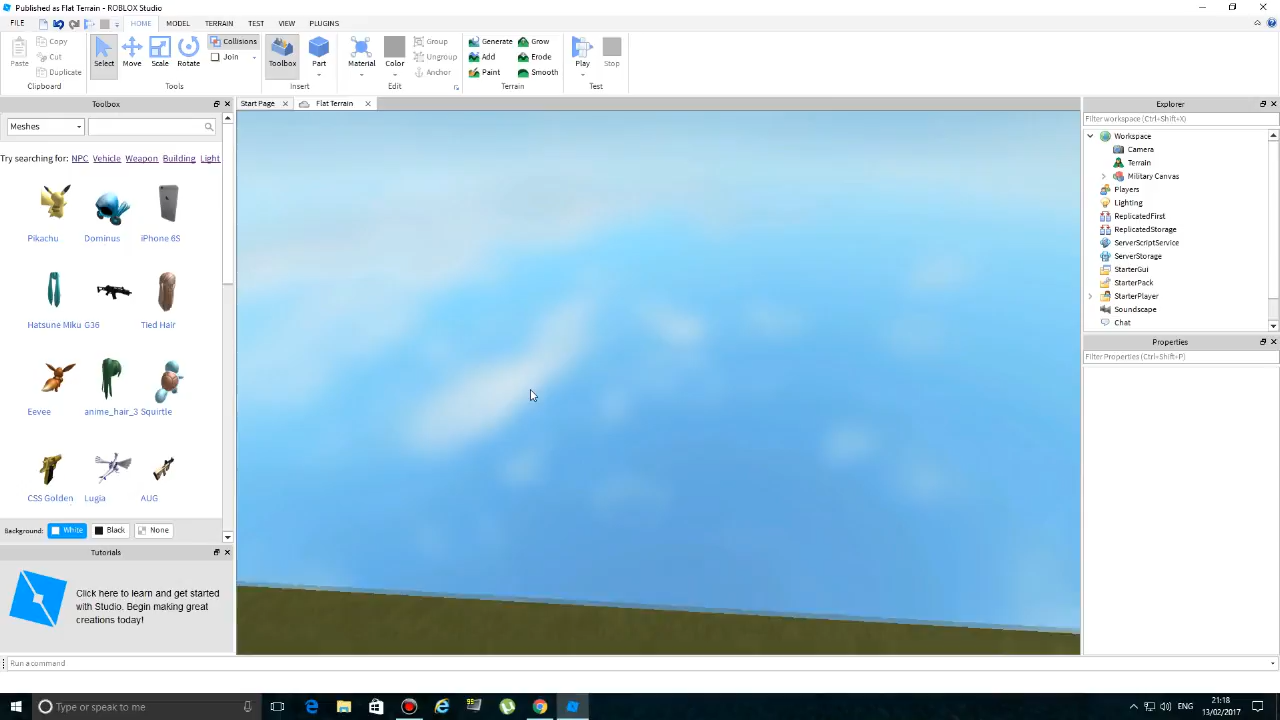 Published as Flat Terrain - ROBLOX Studio
FILE HOME MODEL TERRAIN TEST VIEW PLUGINS
Paste Copy Cut Duplicate Clipboard
Select Move Scale Rotate Collisions Join Tools
Toolbox Part Insert
Material Color Group Ungroup Anchor Edit
Generate Grow Add Erode Paint Smooth Terrain
Play Stop Test
Toolbox
Start Page Flat Terrain
Explorer
Meshes
Filter workspace (Ctrl+Shift+X)
Try searching for: NPC Vehicle Weapon Building Light
Pikachu Dominus iPhone 6S
Hatsune Miku G36 Tied Hair
Eevee anime_hair_3 Squirtle
CSS Golden Lugia AUG
Background: White Black None
Tutorials
Click here to learn and get started
with Studio. Begin making great
creations today!
Workspace
Camera
Terrain
Military Canvas
Players
Lighting
ReplicatedFirst
ReplicatedStorage
ServerScriptService
ServerStorage
StarterGui
StarterPack
StarterPlayer
Soundscape
Chat
Properties
Filter Properties (Ctrl+Shift+P)
Run a command
Type or speak to me
ENG
21:18
13/02/2017